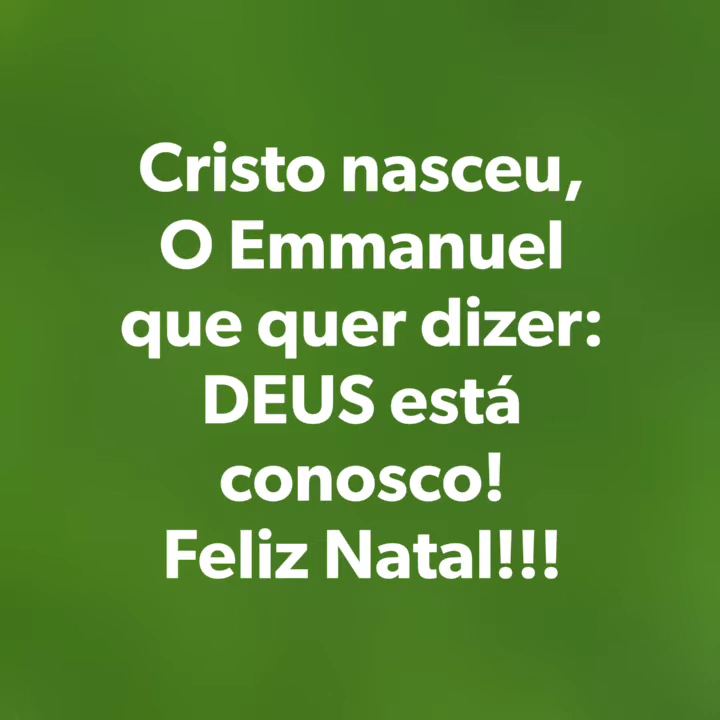 Cristo nasceu,
O Emmanuel
que quer dizer:
DEUS está
conosco!
Feliz Natal!!!